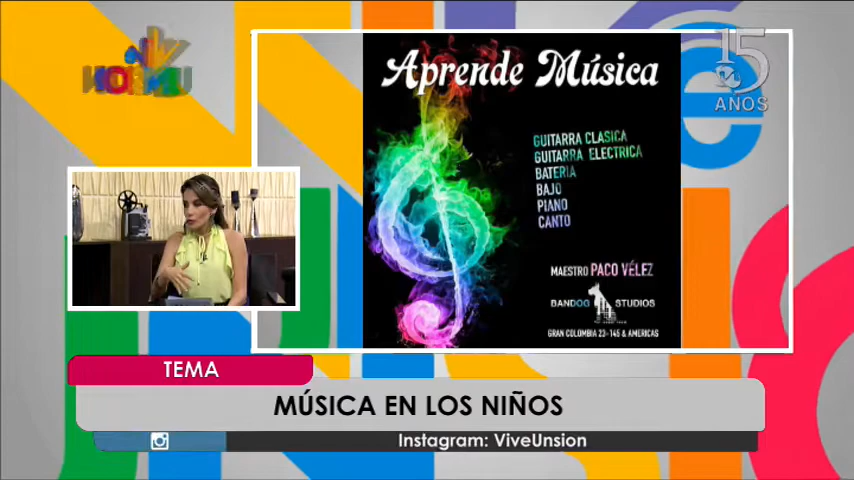 15
AÑOS
Aprende Música
GUITARRA CLASICA
GUITARRA ELECTRICA
BATERIA
BAJO
PIANO
CANTO
MAESTRO PACO VÉLEZ
BANDOG STUDIOS
GRAN COLOMBIA 23-145 & AMERICAS
TEMA
MÚSICA EN LOS NIÑOS
Instagram: ViveUnsion